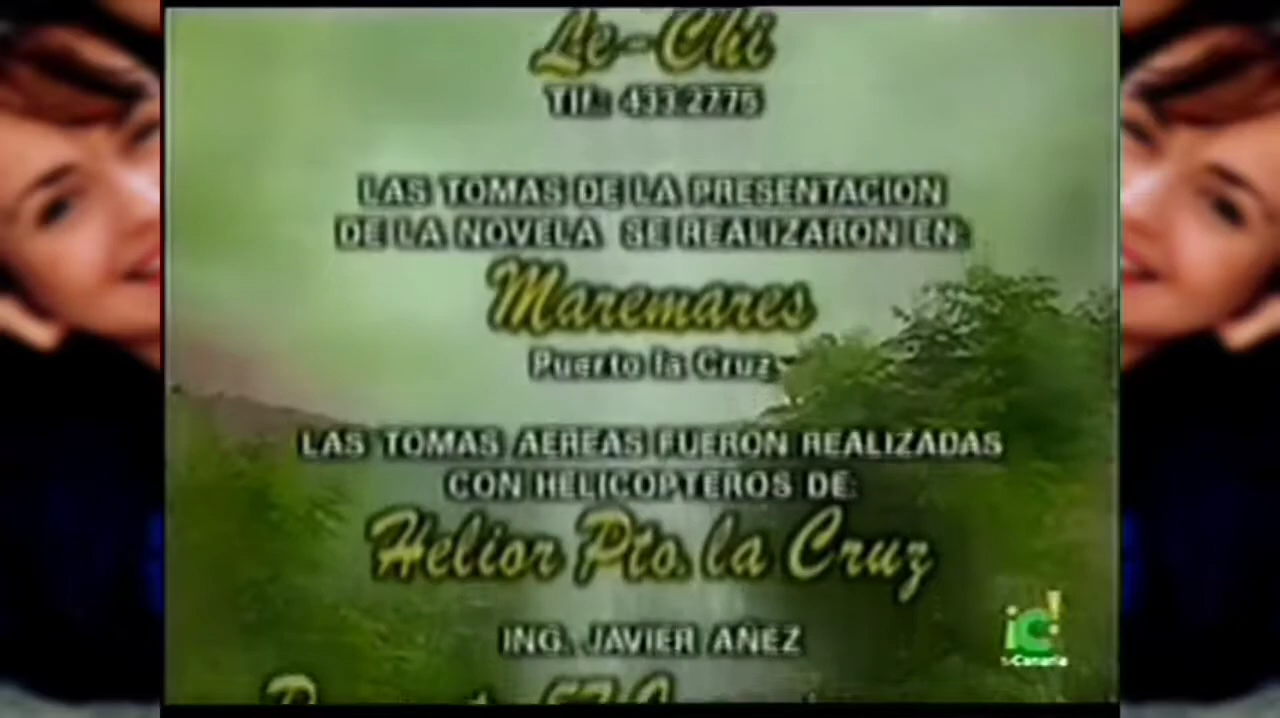 Le-Chi
Tlf.: 433.2775
LAS TOMAS DE LA PRESENTACION
DE LA NOVELA SE REALIZARON EN:
Maremares
Puerto la Cruz
LAS TOMAS AEREAS FUERON REALIZADAS
CON HELICOPTEROS DE:
Helior Pto. la Cruz
ING. JAVIER AÑEZ
¡C!
tvCanaria